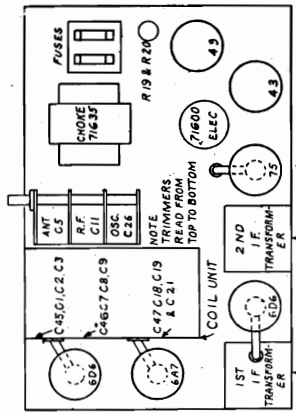 FUSES
R19 & R20
49
43
CHOKE
71635
71600
ELEC
75
ANT
C5
R.F.
C11
OSC.
C26
NOTE
TRIMMERS
READ FROM
TOP TO BOTTOM
C45,C1,C2,C3
C46 C7 C8,C9
C47 C18,C19
& C21
COIL UNIT
2ND
I.F.
TRANSFORM-
ER
6D6
6A7
6D6
1ST
IF
TRANSFORM-
ER